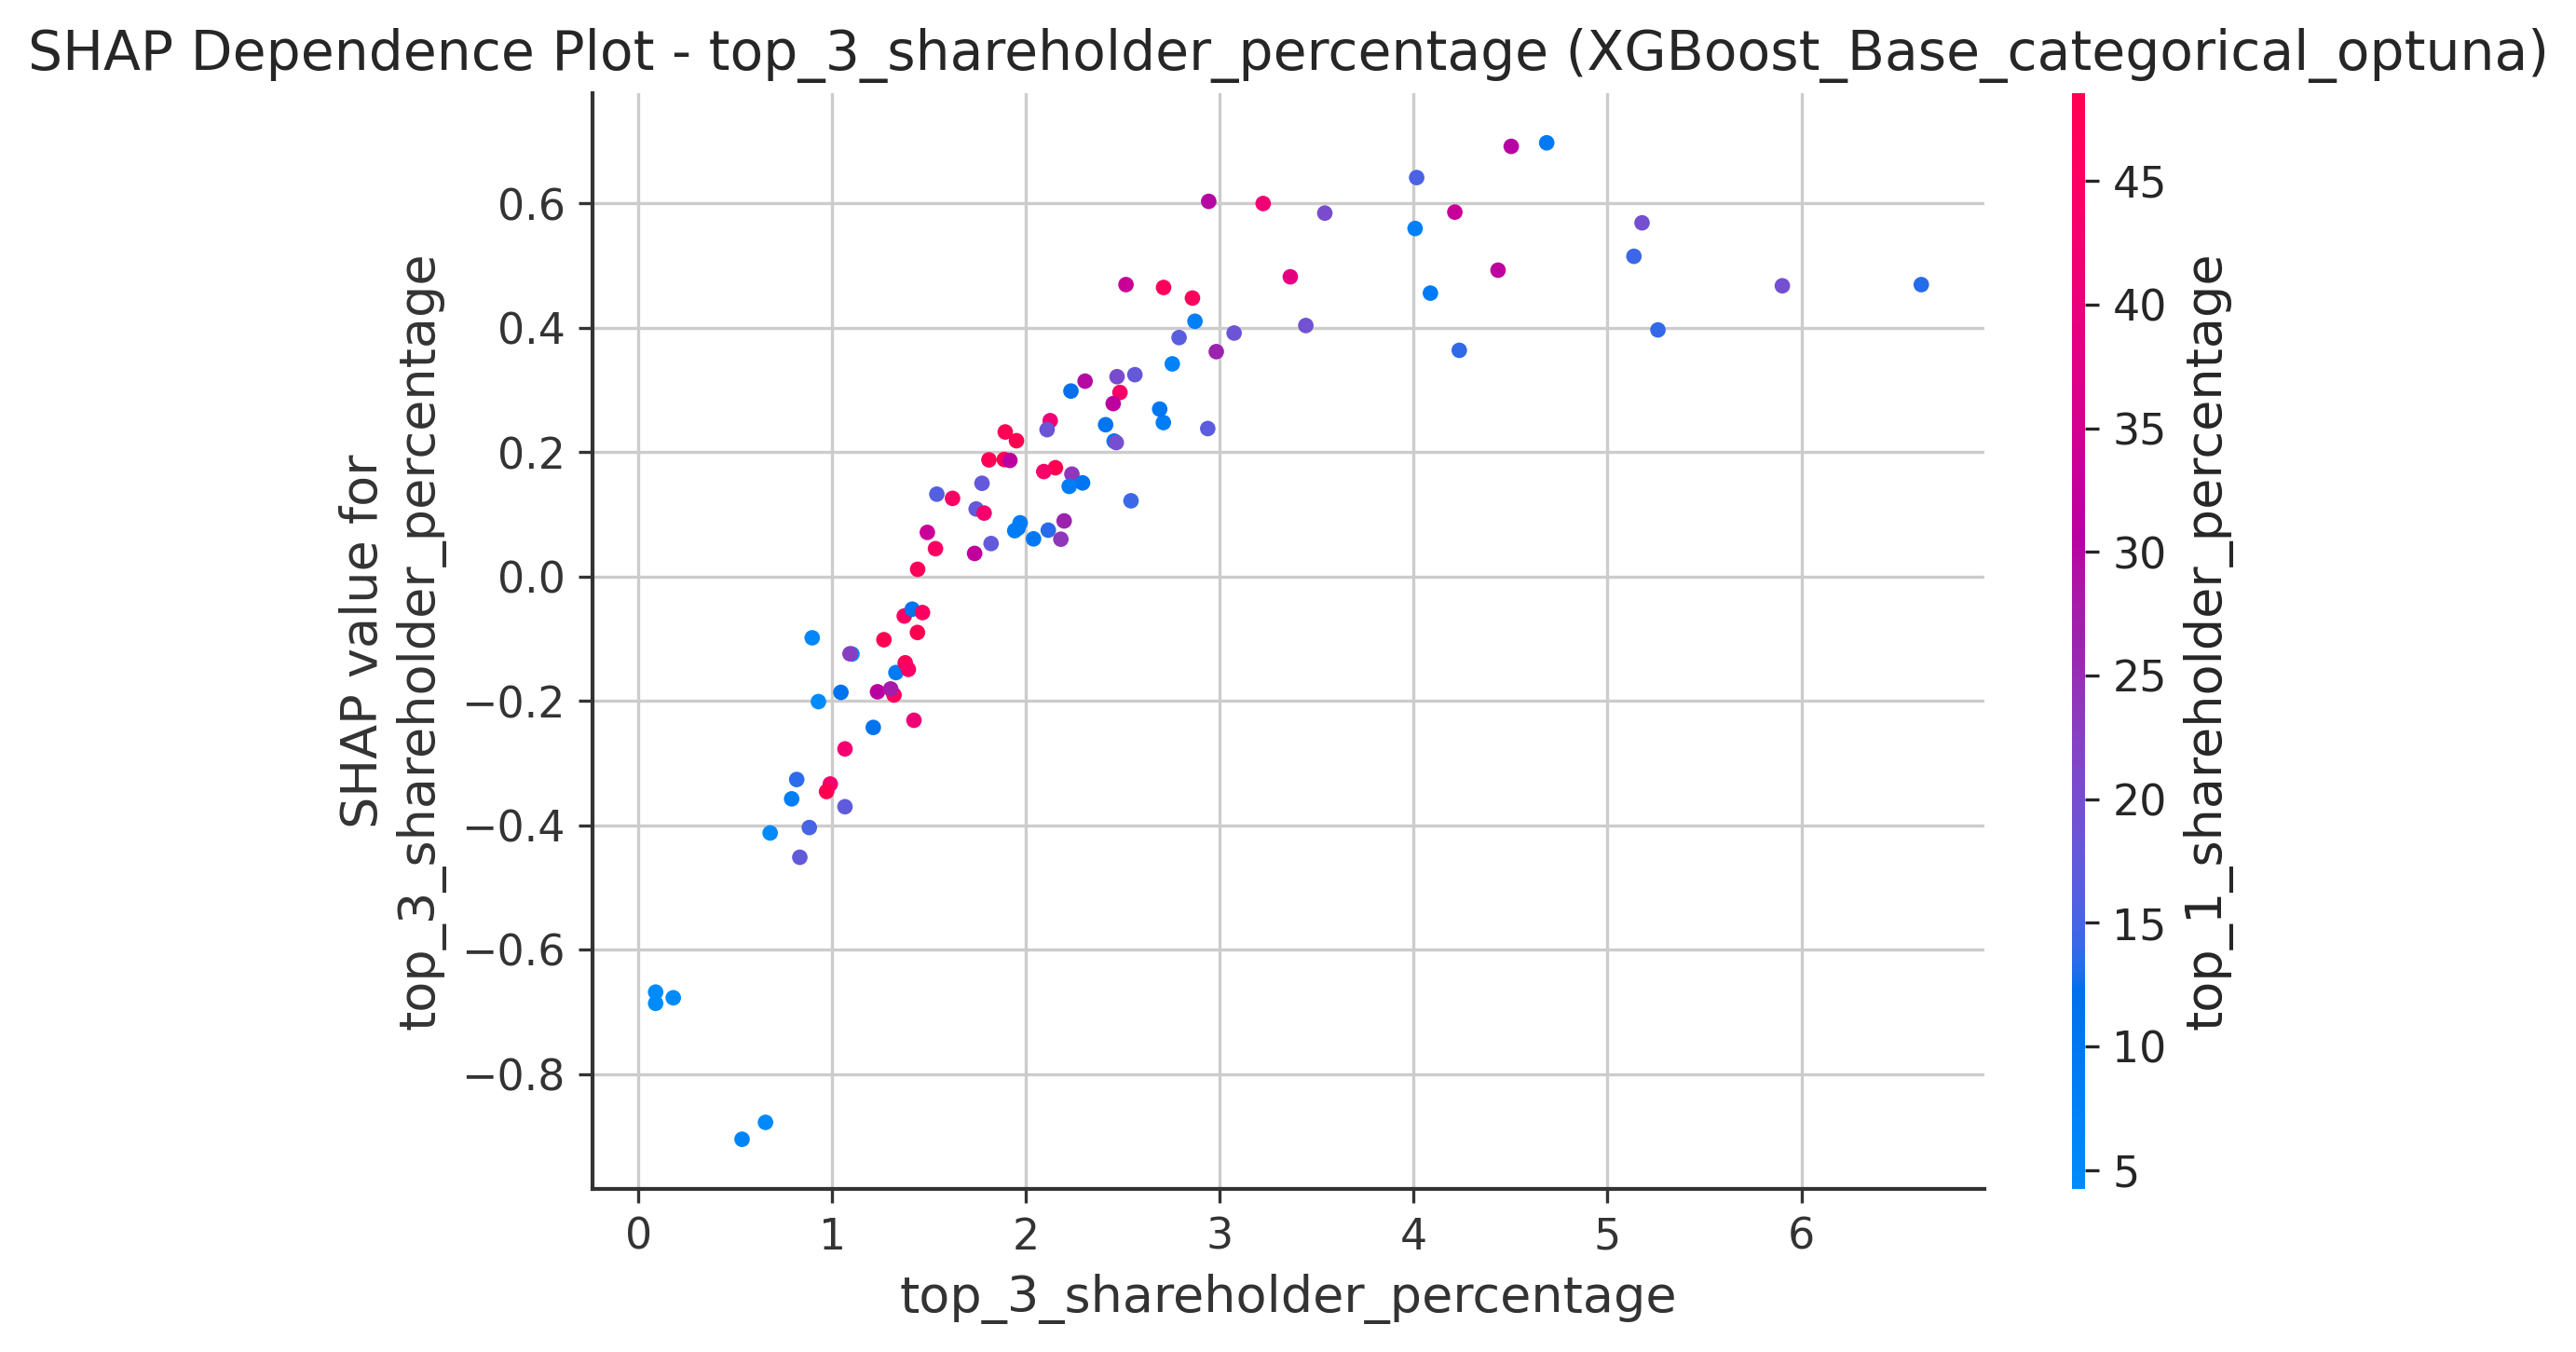 SHAP Dependence Plot - top_3_shareholder_percentage (XGBoost_Base_categorical_optuna)
SHAP value for
top_3_shareholder_percentage
0.6
0.4
0.2
0.0
−0.2
−0.4
−0.6
−0.8
0 1 2 3 4 5 6
top_3_shareholder_percentage
45
40
35
30
25
20
15
10
5
top_1_shareholder_percentage